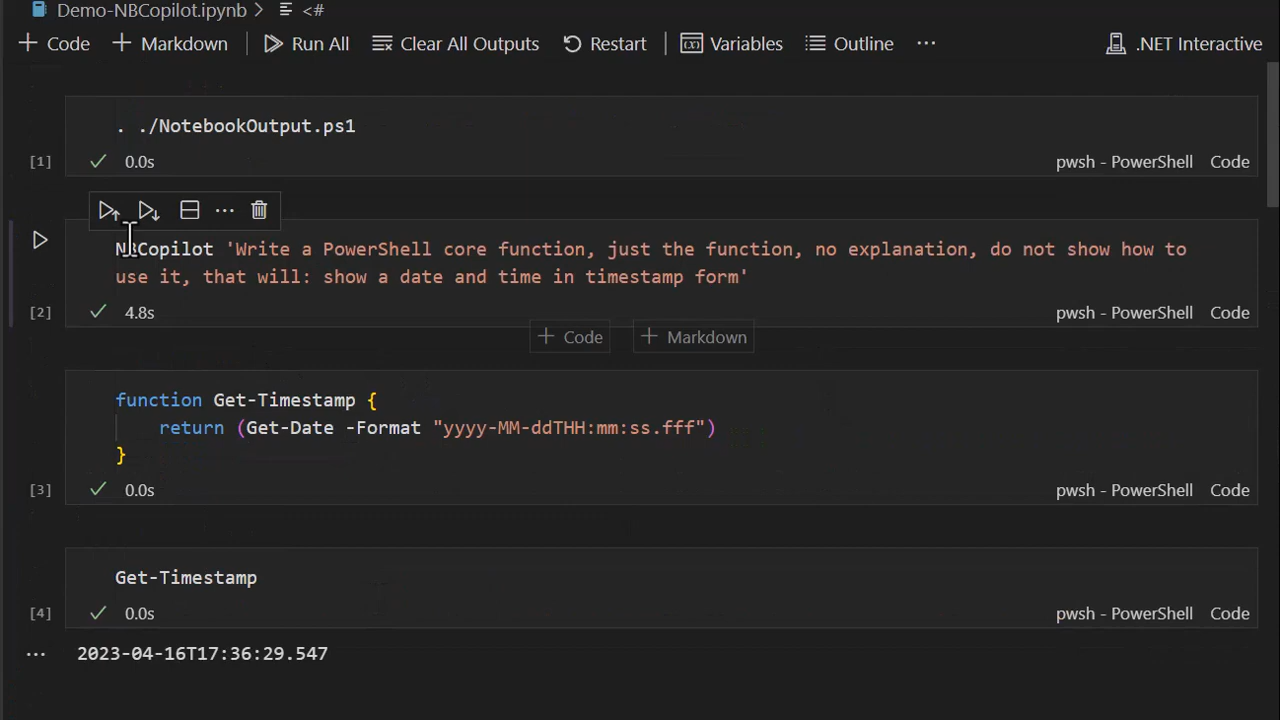 Demo-NBCopilot.ipynb > <#
+ Code + Markdown Run All Clear All Outputs Restart Variables Outline ... .NET Interactive
. ./NotebookOutput.ps1
[1] 0.0s pwsh - PowerShell Code
NBCopilot 'Write a PowerShell core function, just the function, no explanation, do not show how to
use it, that will: show a date and time in timestamp form'
[2] 4.8s pwsh - PowerShell Code
+ Code + Markdown
function Get-Timestamp {
return (Get-Date -Format "yyyy-MM-ddTHH:mm:ss.fff")
}
[3] 0.0s pwsh - PowerShell Code
Get-Timestamp
[4] 0.0s pwsh - PowerShell Code
... 2023-04-16T17:36:29.547